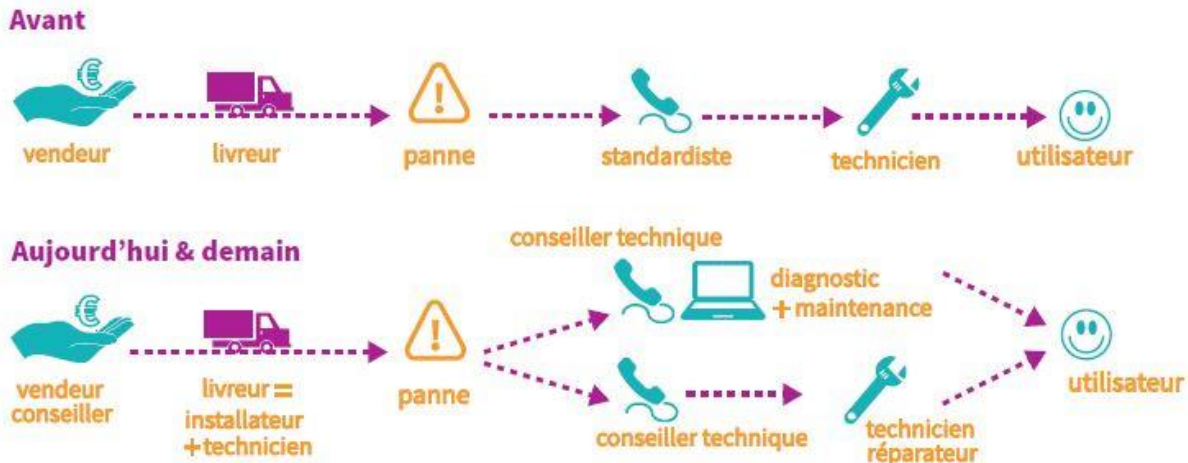 Avant
vendeur
livreur
panne
standardiste
technicien
utilisateur
Aujourd'hui & demain
conseiller technique
diagnostic
+ maintenance
vendeur
conseiller
livreur =
installateur
+ technicien
panne
conseiller technique
technicien
réparateur
utilisateur